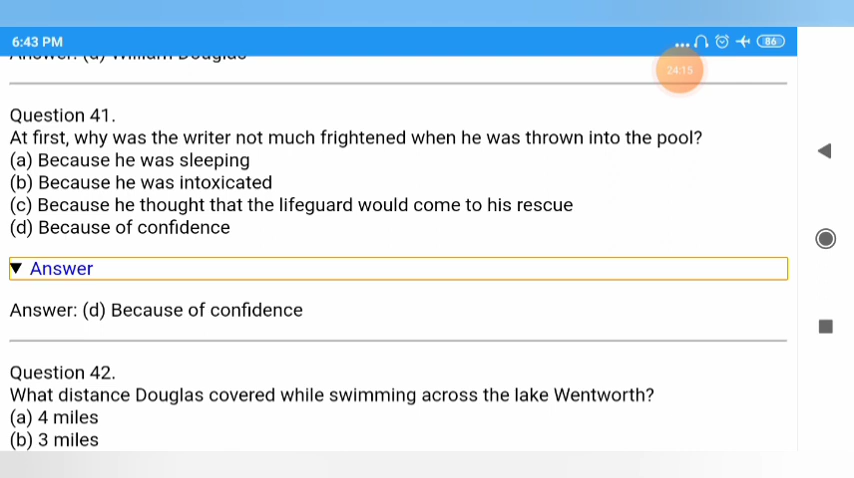 6:43 PM
86
24:15
Question 41.
At first, why was the writer not much frightened when he was thrown into the pool?
(a) Because he was sleeping
(b) Because he was intoxicated
(c) Because he thought that the lifeguard would come to his rescue
(d) Because of confidence
Answer
Answer: (d) Because of confidence
Question 42.
What distance Douglas covered while swimming across the lake Wentworth?
(a) 4 miles
(b) 3 miles